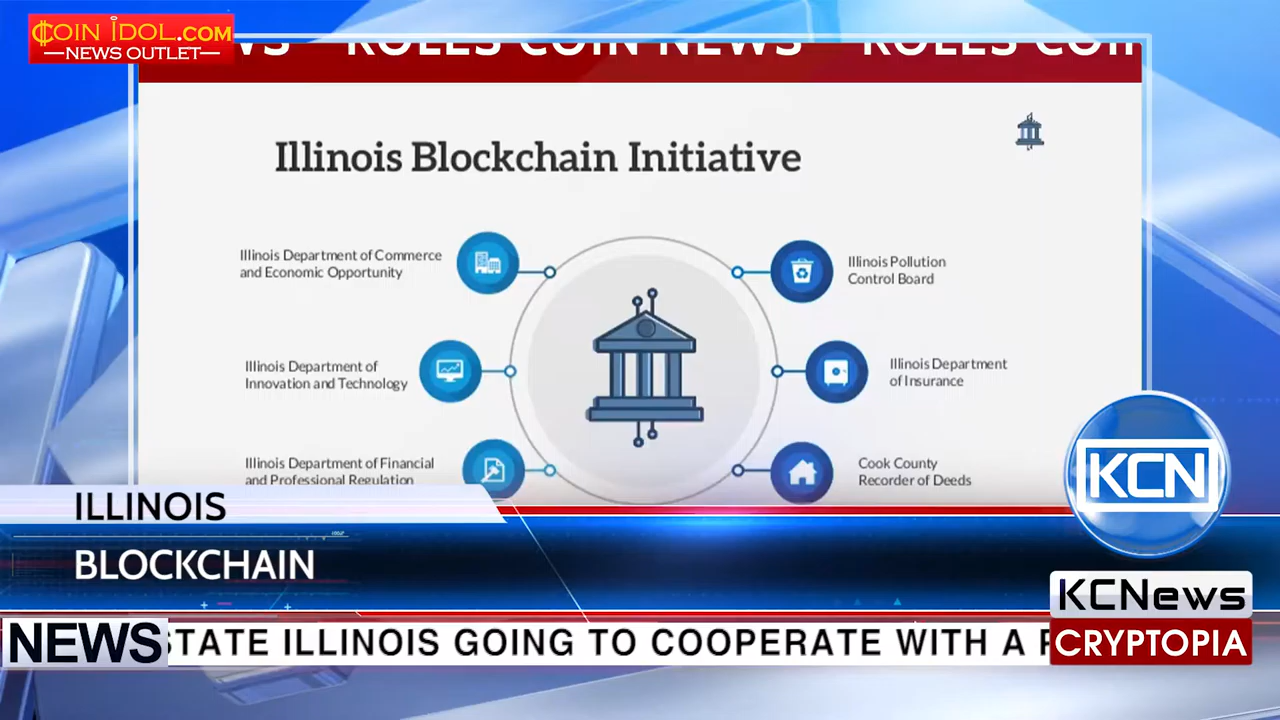 COIN IDOL.COM
NEWS OUTLET
ROLLS COIN NEWS
Illinois Blockchain Initiative
Illinois Department of Commerce
and Economic Opportunity
Illinois Pollution
Control Board
Illinois Department of
Innovation and Technology
Illinois Department
of Insurance
Illinois Department of Financial
and Professional Regulation
Cook County
Recorder of Deeds
KCN
ILLINOIS
BLOCKCHAIN
KCNews
CRYPTOPIA
NEWS
STATE ILLINOIS GOING TO COOPERATE WITH A